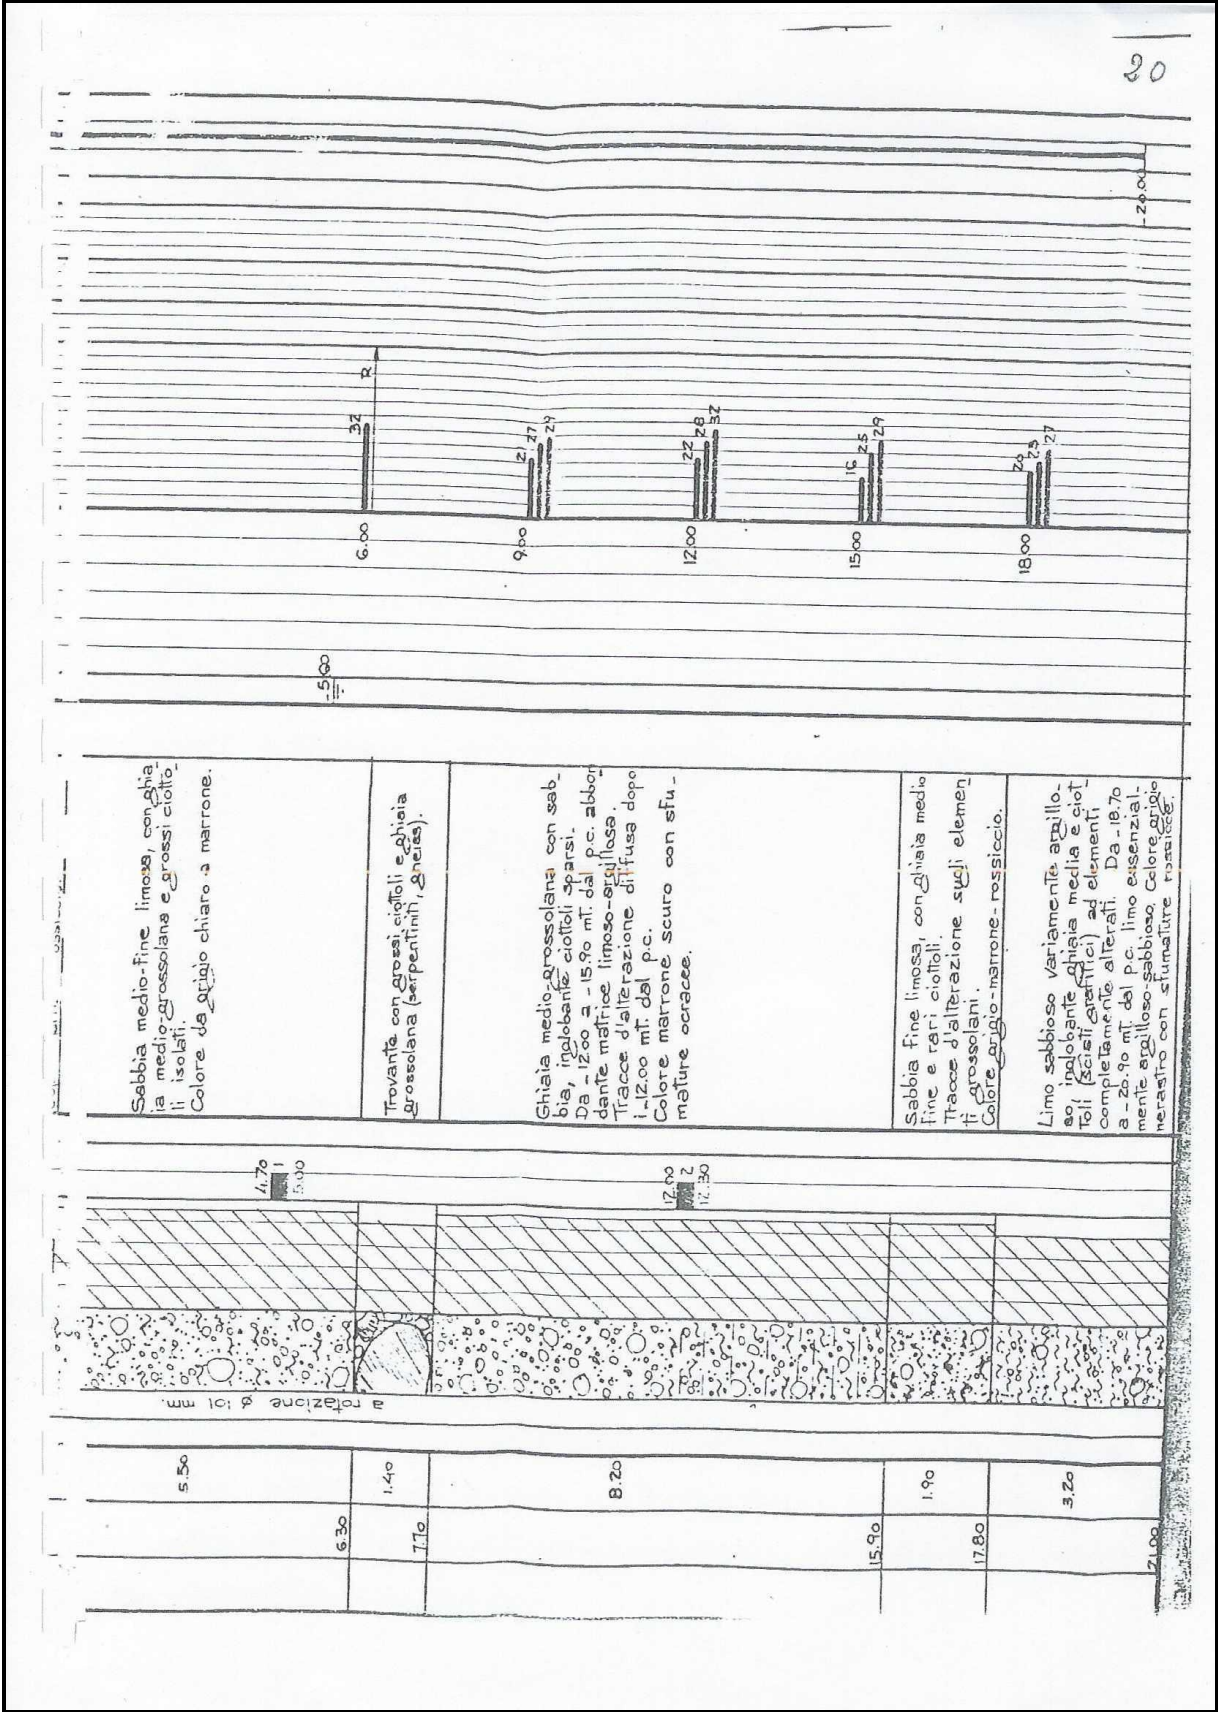 20
-20.00
32
R
6.00
21
27
29
9.00
22
28
32
12.00
16
25
29
15.00
20
25
27
18.00
-5.00
Sabbia medio-fine limosa, con ghia_
ia medio-grossolana e grossi ciotto_
li isolati.
Colore da grigio chiaro a marrone.
Trovante con grossi ciottoli e ghiaia
grossolana (serpentiniti, gneiss).
Ghiaia medio-grossolana con sab_
bia, inglobante ciottoli sparsi.
Da -12.00 a -15.90 mt. dal p.c. abbon
dante matrice limoso-argillosa.
Tracce d'alterazione diffusa dopo
i -12.00 mt. dal p.c.
Colore marrone scuro con sfu_
mature ocracee.
Sabbia fine limosa, con ghiaia medio
fine e rari ciottoli.
Tracce d'alterazione sugli elemen_
ti grossolani.
Colore grigio-marrone-rossiccio.
Limo sabbioso variamente argillo_
so, inglobante ghiaia media e ciot_
toli (scisti grafitici) ad elementi
completamente alterati. Da -18.70
a -20.90 mt. dal p.c. limo essenzial_
mente argilloso-sabbioso. Colore grigio
nerastro con sfumature rossicce.
4.70
1
5.00
12.00
2
12.30
a rotazione ø 101 mm.
5.50
1.40
8.20
1.90
3.20
6.30
7.70
15.90
17.80
21.00